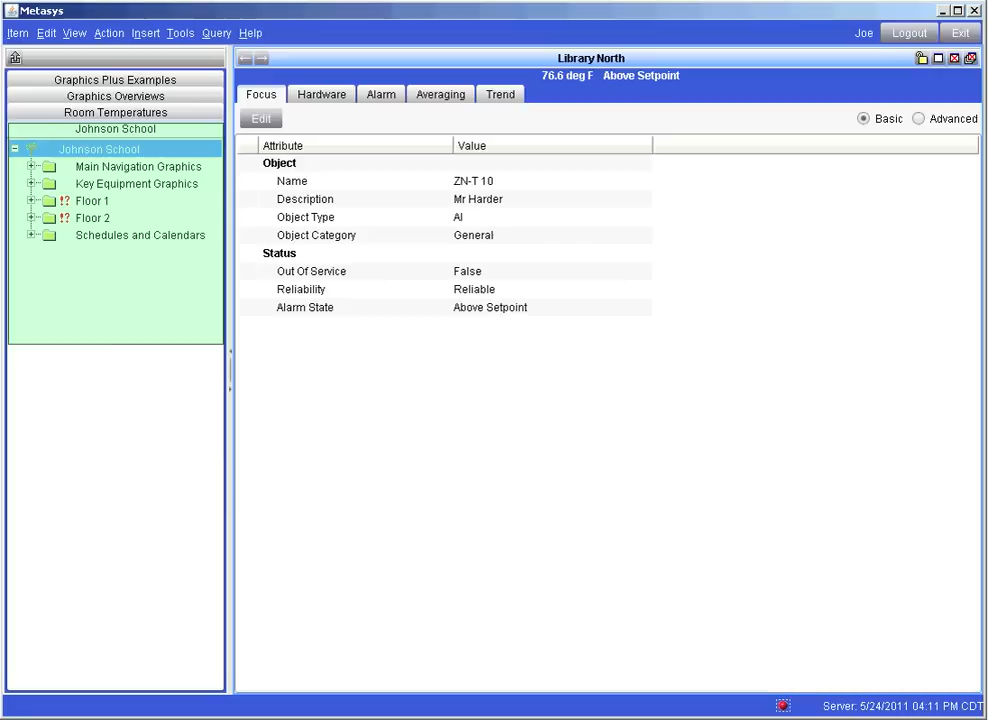 Metasys
Item Edit View Action Insert Tools Query Help Joe Logout Exit
Graphics Plus Examples
Graphics Overviews
Room Temperatures
Johnson School
Johnson School
Main Navigation Graphics
Key Equipment Graphics
!? Floor 1
!? Floor 2
Schedules and Calendars
Library North
76.6 deg F Above Setpoint
Focus Hardware Alarm Averaging Trend
Edit Basic Advanced
Attribute Value
Object
Name ZN-T 10
Description Mr Harder
Object Type AI
Object Category General
Status
Out Of Service False
Reliability Reliable
Alarm State Above Setpoint
Server: 5/24/2011 04:11 PM CDT